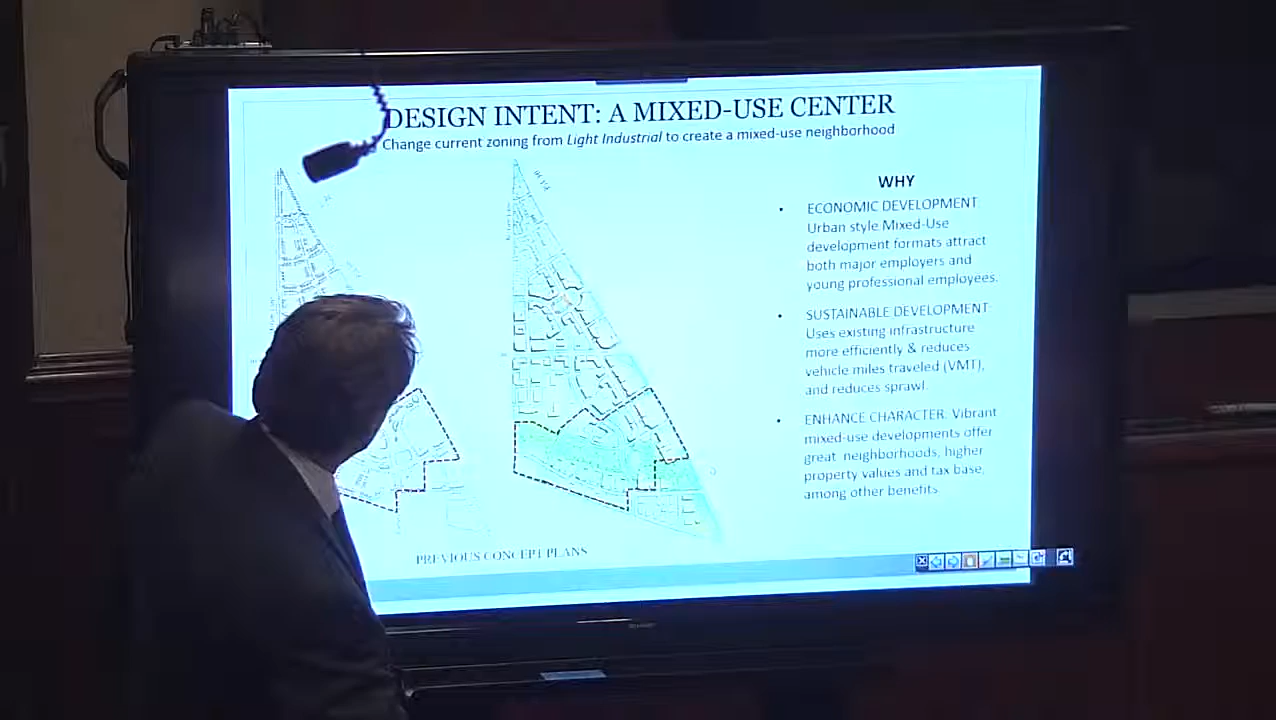 DESIGN INTENT: A MIXED-USE CENTER
Change current zoning from Light Industrial to create a mixed-use neighborhood
WHY
• ECONOMIC DEVELOPMENT
Urban style Mixed-Use
development formats attract
both major employers and
young professional employees.
• SUSTAINABLE DEVELOPMENT:
Uses existing infrastructure
more efficiently & reduces
vehicle miles traveled (VMT),
and reduces sprawl.
• ENHANCE CHARACTER. Vibrant
mixed-use developments offer
great neighborhoods, higher
property values and tax base,
among other benefits
PREVIOUS CONCEPT PLANS